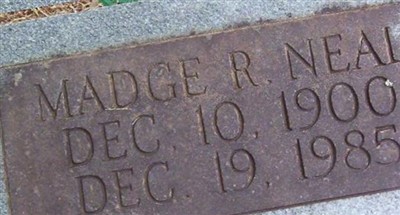 MADGE R. NEAL
DEC. 10. 1900
DEC. 19. 1985